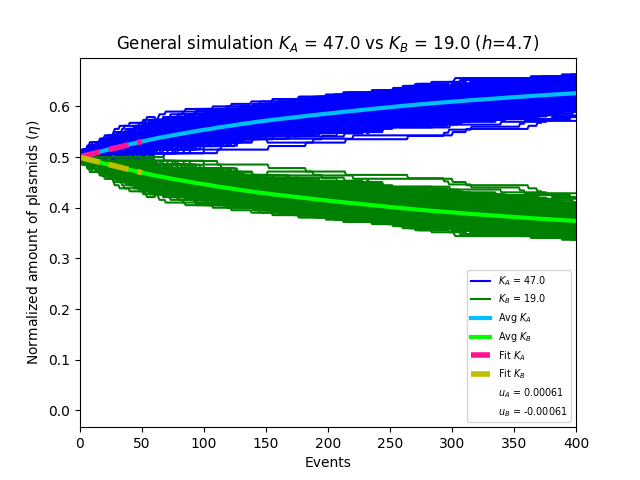 General simulation K_A = 47.0 vs K_B = 19.0 (h=4.7)
Normalized amount of plasmids (η)
0.6
0.5
0.4
0.3
0.2
0.1
0.0
K_A = 47.0
K_B = 19.0
Avg K_A
Avg K_B
Fit K_A
Fit K_B
u_A = 0.00061
u_B = -0.00061
0 50 100 150 200 250 300 350 400
Events